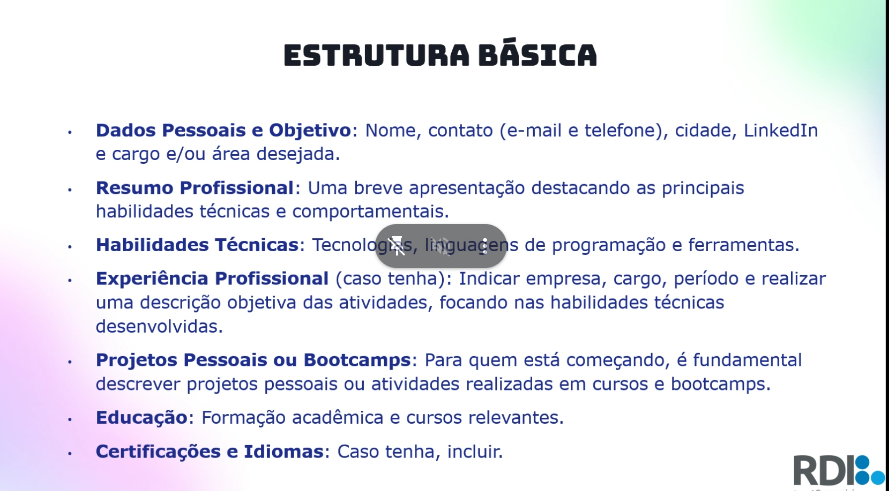 ESTRUTURA BÁSICA
• Dados Pessoais e Objetivo: Nome, contato (e-mail e telefone), cidade, LinkedIn
e cargo e/ou área desejada.
• Resumo Profissional: Uma breve apresentação destacando as principais
habilidades técnicas e comportamentais.
• Habilidades Técnicas: Tecnologias, linguagens de programação e ferramentas.
• Experiência Profissional (caso tenha): Indicar empresa, cargo, período e realizar
uma descrição objetiva das atividades, focando nas habilidades técnicas
desenvolvidas.
• Projetos Pessoais ou Bootcamps: Para quem está começando, é fundamental
descrever projetos pessoais ou atividades realizadas em cursos e bootcamps.
• Educação: Formação acadêmica e cursos relevantes.
• Certificações e Idiomas: Caso tenha, incluir.
RDI